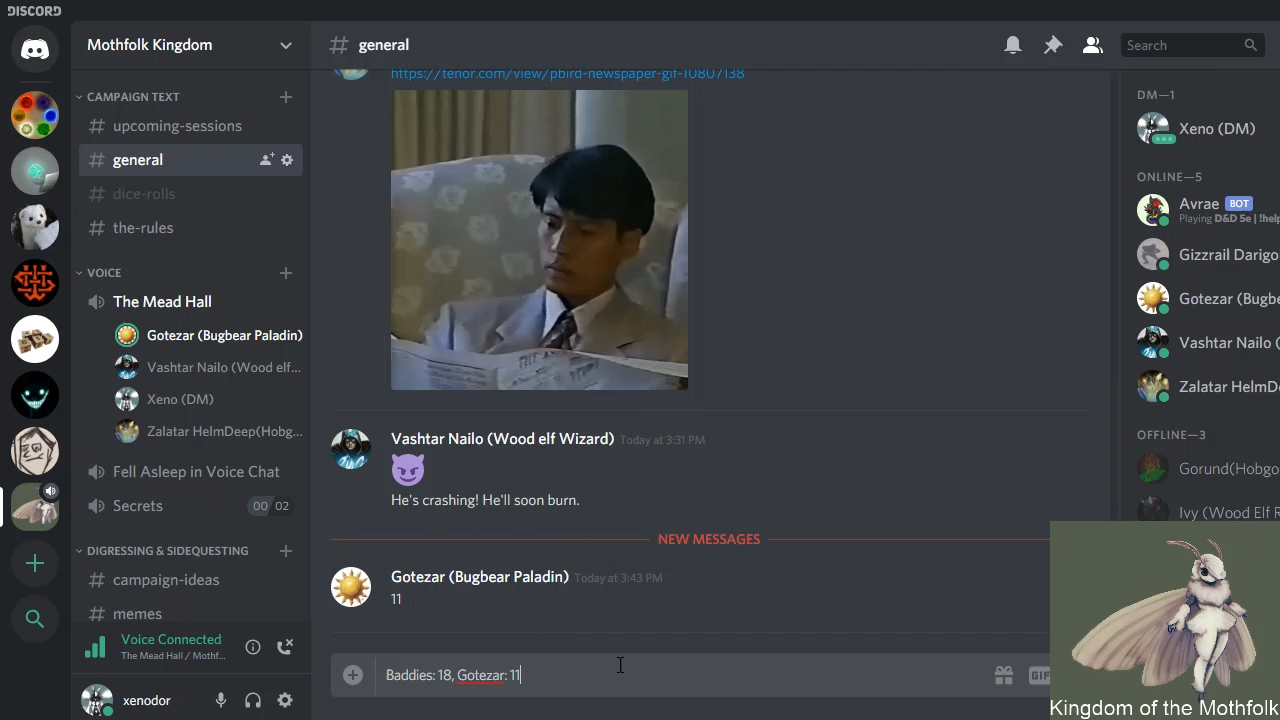 DISCORD
Mothfolk Kingdom
general
Search
https://tenor.com/view/pbird-newspaper-gif-10807138
CAMPAIGN TEXT
upcoming-sessions
general
dice-rolls
the-rules
VOICE
The Mead Hall
Gotezar (Bugbear Paladin)
Vashtar Nailo (Wood elf...
Xeno (DM)
Zalatar HelmDeep(Hobg...
Fell Asleep in Voice Chat
Secrets 00 02
DIGRESSING & SIDEQUESTING
campaign-ideas
memes
Voice Connected
The Mead Hall / Mothf...
xenodor
Vashtar Nailo (Wood elf Wizard) Today at 3:31 PM
He's crashing! He'll soon burn.
NEW MESSAGES
Gotezar (Bugbear Paladin) Today at 3:43 PM
11
Baddies: 18, Gotezar: 11
GIF
DM—1
Xeno (DM)
ONLINE—5
Avrae BOT
Playing D&D 5e | !help
Gizzrail Darigo
Gotezar (Bugbe
Vashtar Nailo (
Zalatar HelmDe
OFFLINE—3
Gorund(Hobgo
Ivy (Wood Elf R
Kingdom of the Mothfolk